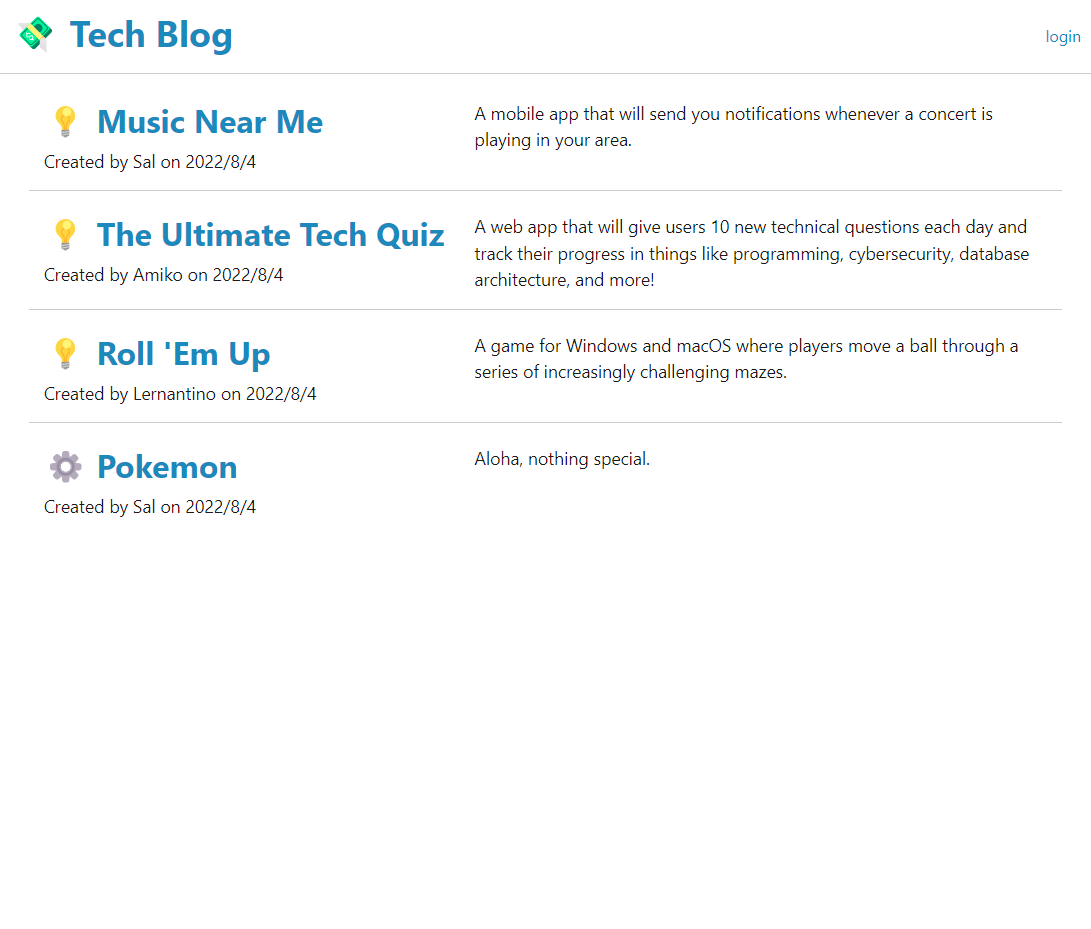 Tech Blog
login
Music Near Me
Created by Sal on 2022/8/4
A mobile app that will send you notifications whenever a concert is
playing in your area.
The Ultimate Tech Quiz
Created by Amiko on 2022/8/4
A web app that will give users 10 new technical questions each day and
track their progress in things like programming, cybersecurity, database
architecture, and more!
Roll 'Em Up
Created by Lernantino on 2022/8/4
A game for Windows and macOS where players move a ball through a
series of increasingly challenging mazes.
Pokemon
Created by Sal on 2022/8/4
Aloha, nothing special.